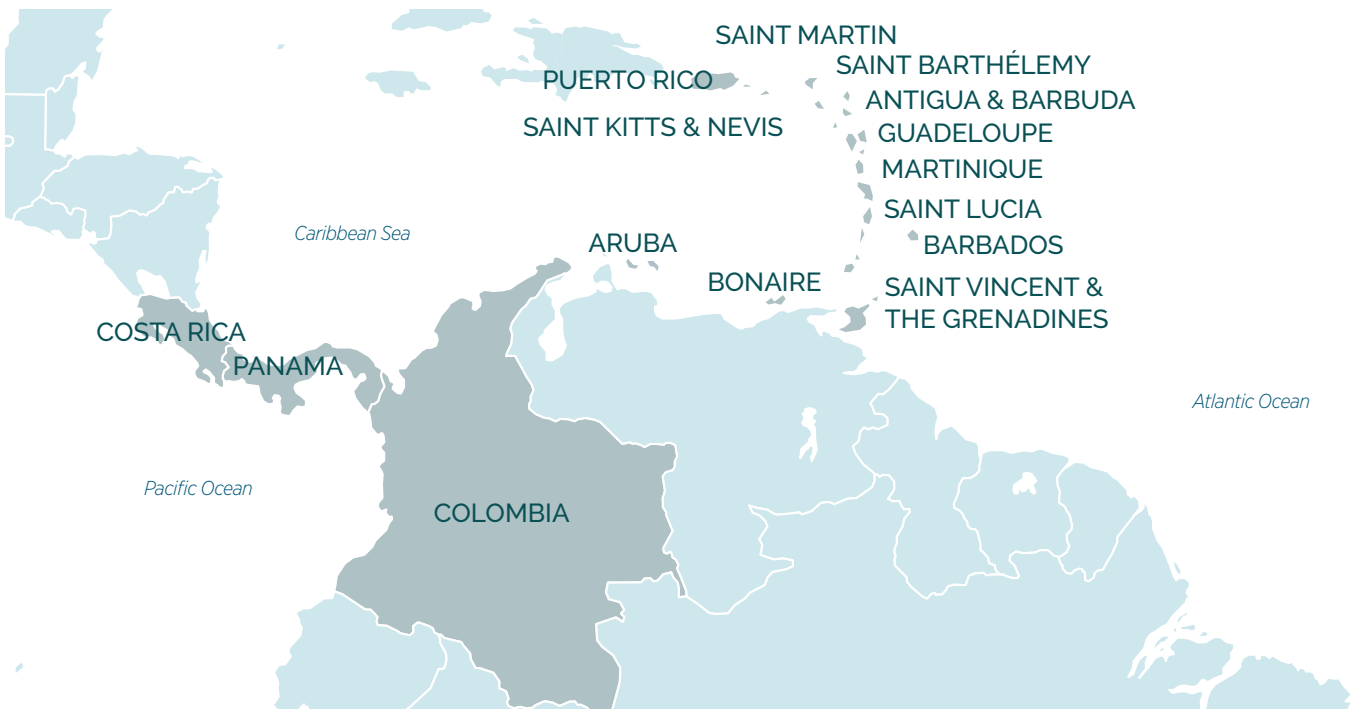 SAINT MARTIN
SAINT BARTHÉLEMY
PUERTO RICO
ANTIGUA & BARBUDA
SAINT KITTS & NEVIS
GUADELOUPE
MARTINIQUE
SAINT LUCIA
Caribbean Sea
ARUBA
BARBADOS
BONAIRE
SAINT VINCENT &
THE GRENADINES
COSTA RICA
PANAMA
Atlantic Ocean
Pacific Ocean
COLOMBIA